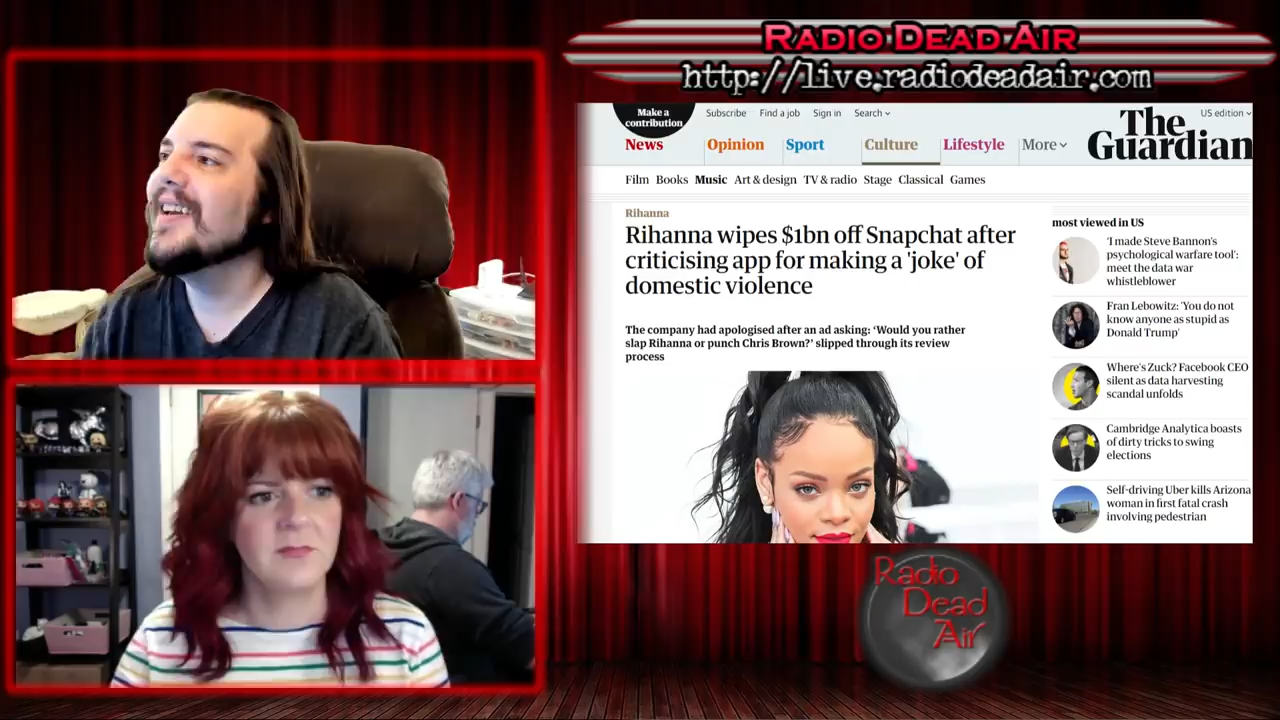 Radio Dead Air
http://live.radiodeadair.com
Make a
contribution
Subscribe
Find a job
Sign in
Search
US edition
The
Guardian
News
Opinion
Sport
Culture
Lifestyle
More
Film
Books
Music
Art & design
TV & radio
Stage
Classical
Games
Rihanna
Rihanna wipes $1bn off Snapchat after
criticising app for making a 'joke' of
domestic violence
The company had apologised after an ad asking: ‘Would you rather
slap Rihanna or punch Chris Brown?’ slipped through its review
process
most viewed in US
'I made Steve Bannon's
psychological warfare tool':
meet the data war
whistleblower
Fran Lebowitz: 'You do not
know anyone as stupid as
Donald Trump'
Where's Zuck? Facebook CEO
silent as data harvesting
scandal unfolds
Cambridge Analytica boasts
of dirty tricks to swing
elections
Self-driving Uber kills Arizona
woman in first fatal crash
involving pedestrian
Radio
Dead
Air